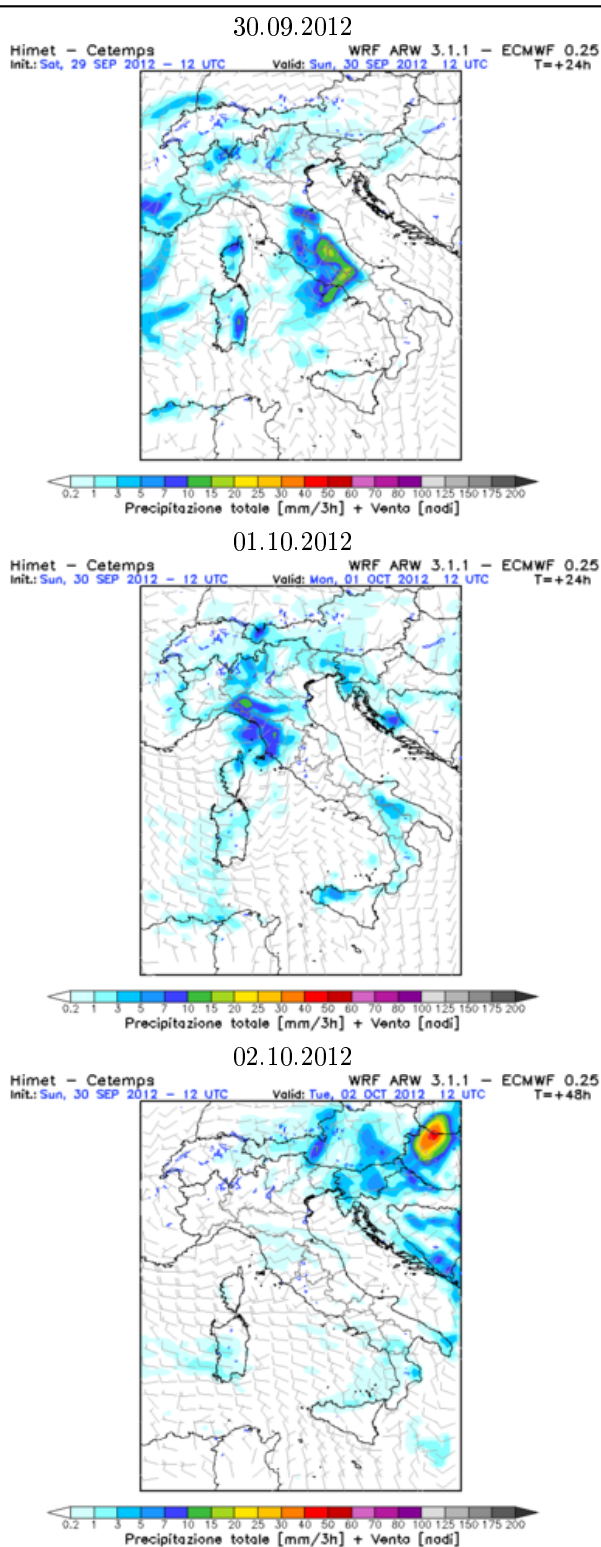 30.09.2012
Himet - Cetemps WRF ARW 3.1.1 - ECMWF 0.25
Init.: Sat, 29 SEP 2012 - 12 UTC Valid: Sun, 30 SEP 2012 12 UTC T=+24h
0.2 1 3 5 7 10 15 20 25 30 40 50 60 70 80 100 125 150 175 200
Precipitazione totale [mm/3h] + Vento [nodi]
01.10.2012
Himet - Cetemps WRF ARW 3.1.1 - ECMWF 0.25
Init.: Sun, 30 SEP 2012 - 12 UTC Valid: Mon, 01 OCT 2012 12 UTC T=+24h
0.2 1 3 5 7 10 15 20 25 30 40 50 60 70 80 100 125 150 175 200
Precipitazione totale [mm/3h] + Vento [nodi]
02.10.2012
Himet - Cetemps WRF ARW 3.1.1 - ECMWF 0.25
Init.: Sun, 30 SEP 2012 - 12 UTC Valid: Tue, 02 OCT 2012 12 UTC T=+48h
0.2 1 3 5 7 10 15 20 25 30 40 50 60 70 80 100 125 150 175 200
Precipitazione totale [mm/3h] + Vento [nodi]